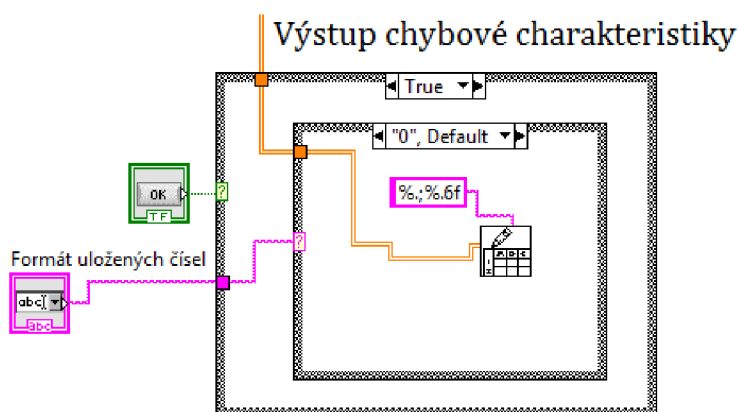 Výstup chybové charakteristiky
True
"0", Default
OK
TF
?
%.;%.6f
?
Formát uložených čísel
abc
abc